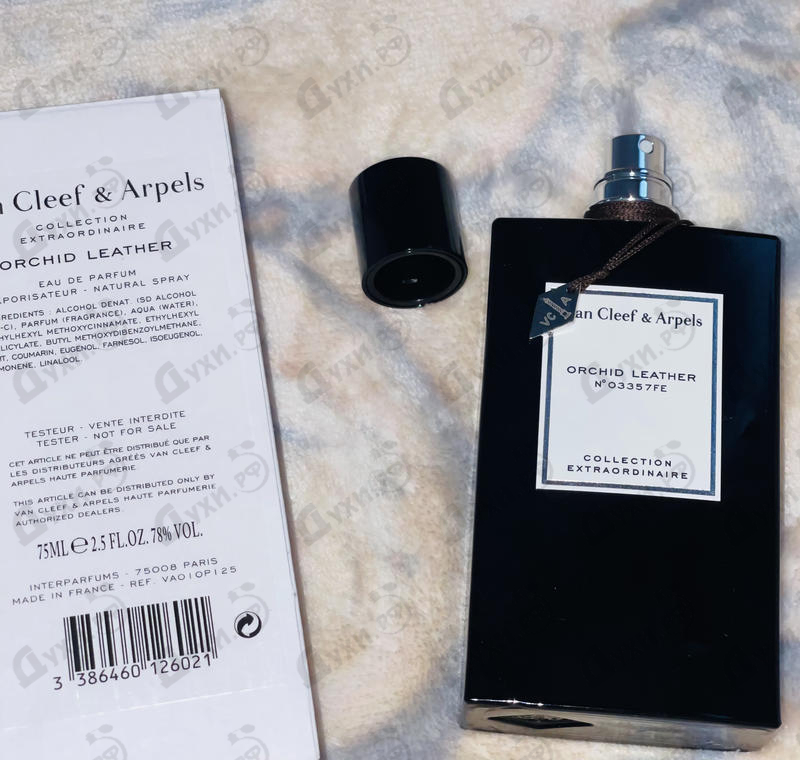 n Cleef & Arpels
COLLECTION
EXTRAORDINAIRE
ORCHID LEATHER
EAU DE PARFUM
VAPORISATEUR - NATURAL SPRAY
REDIENTS : ALCOHOL DENAT. (SD ALCOHOL
-C), PARFUM (FRAGRANCE), AQUA (WATER),
HYLHEXYL METHOXYCINNAMATE, ETHYLHEXYL
LICYLATE, BUTYL METHOXYDIBENZOYLMETHANE,
IT, COUMARIN, EUGENOL, FARNESOL, ISOEUGENOL,
MONENE, LINALOOL.
TESTEUR - VENTE INTERDITE
TESTER - NOT FOR SALE
CET ARTICLE NE PEUT ÊTRE DISTRIBUÉ QUE PAR
LES DISTRIBUTEURS AGRÉÉS VAN CLEEF &
ARPELS HAUTE PARFUMERIE.
THIS ARTICLE CAN BE DISTRIBUTED ONLY BY
VAN CLEEF & ARPELS HAUTE PARFUMERIE
AUTHORIZED DEALERS.
75ML e 2.5 FL.OZ. 78% VOL.
INTERPARFUMS - 75008 PARIS
MADE IN FRANCE - REF. VA010P125
3 386460 126021
VCA
an Cleef & Arpels
ORCHID LEATHER
N°03357FE
COLLECTION
EXTRAORDINAIRE
Духи.РФ